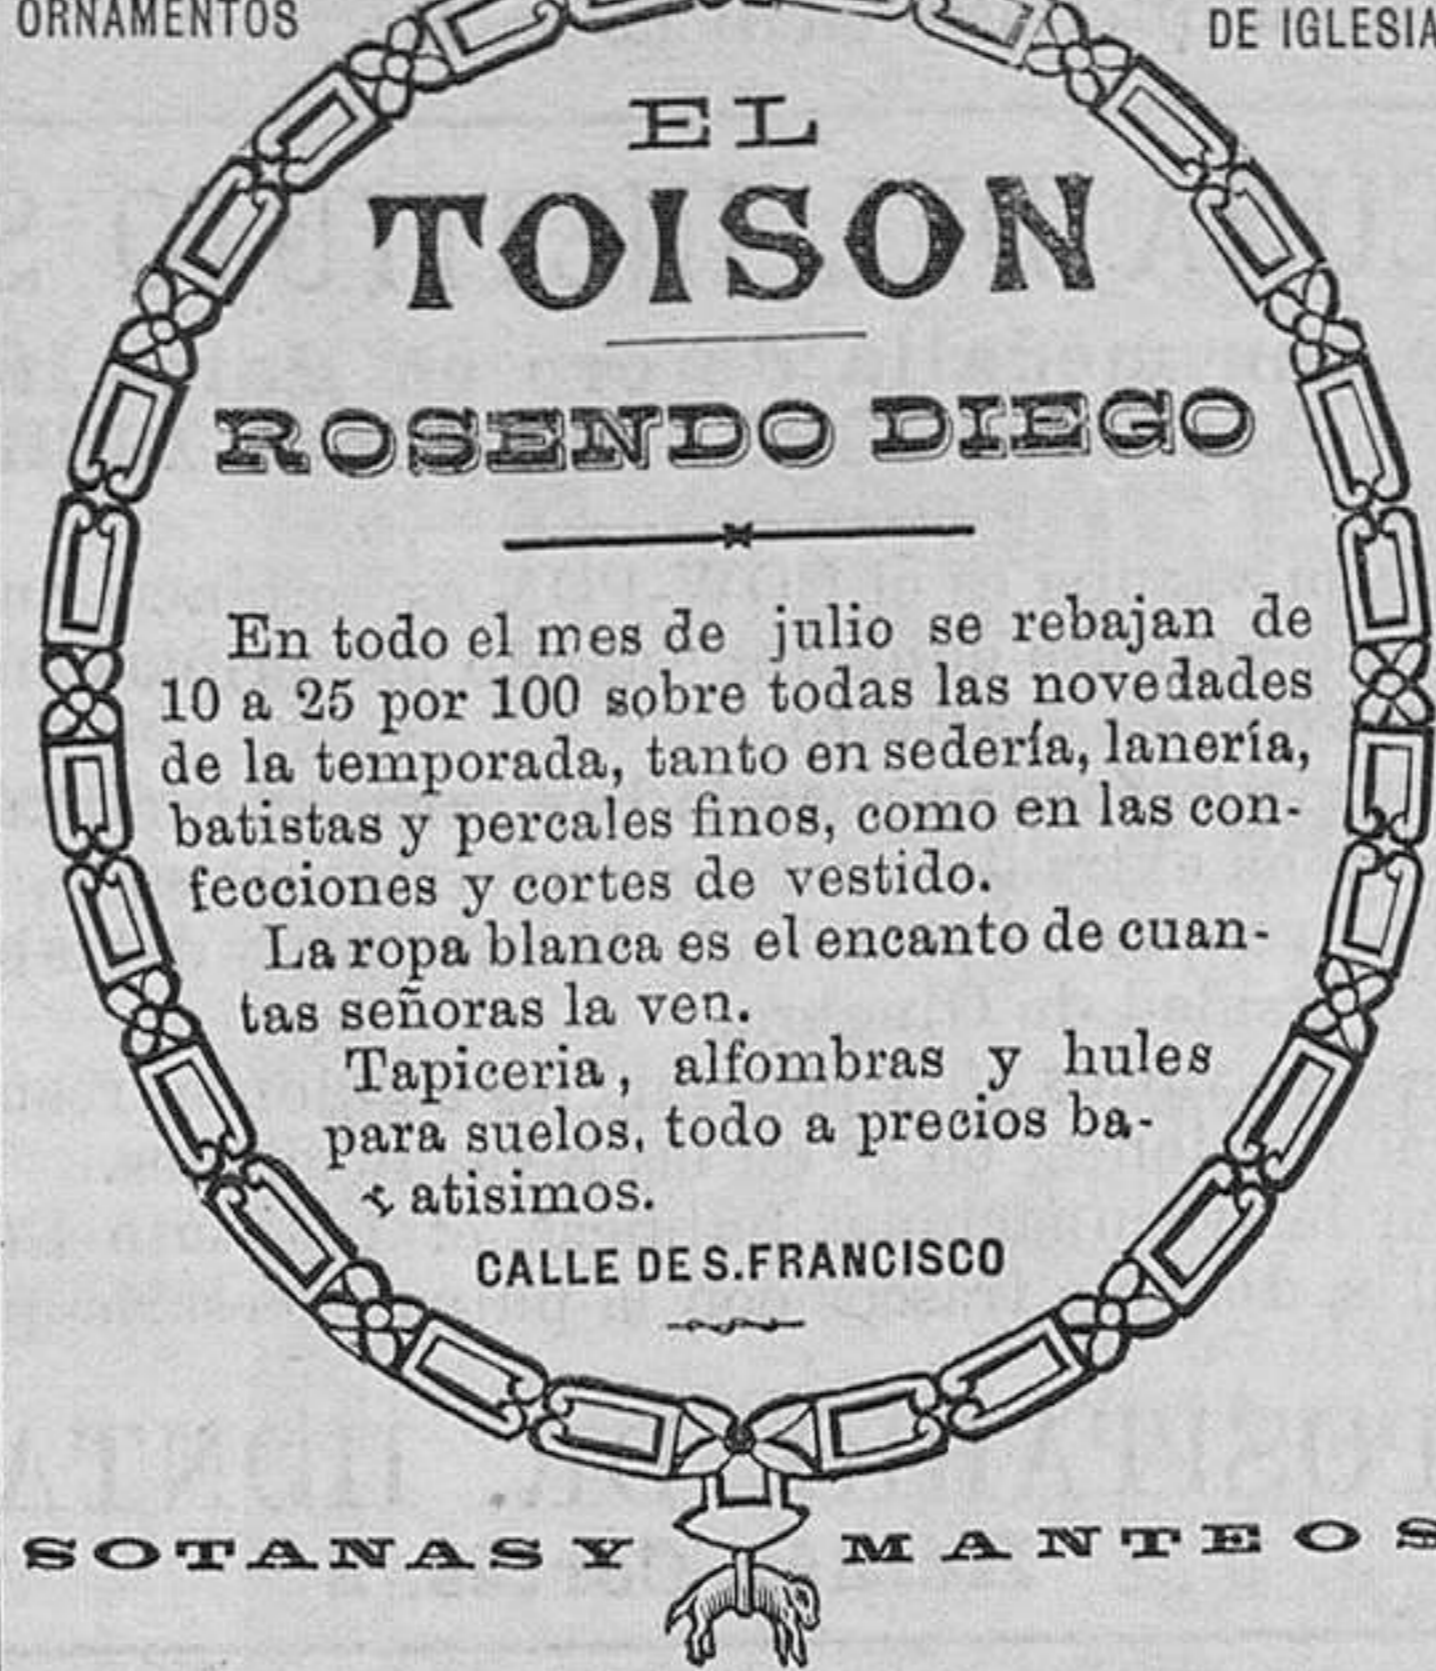 ORNAMENTOS DE IGLESIA
EL
TOISON
ROSENDO DIEGO
En todo el mes de julio se rebajan de
10 a 25 por 100 sobre todas las novedades
de la temporada, tanto en sedería, lanería,
batistas y percales finos, como en las con-
fecciones y cortes de vestido.
La ropa blanca es el encanto de cuan-
tas señoras la ven.
Tapiceria, alfombras y hules
para suelos, todo a precios ba-
ratisimos.
CALLE DE S. FRANCISCO
SOTANAS Y MANTEOS